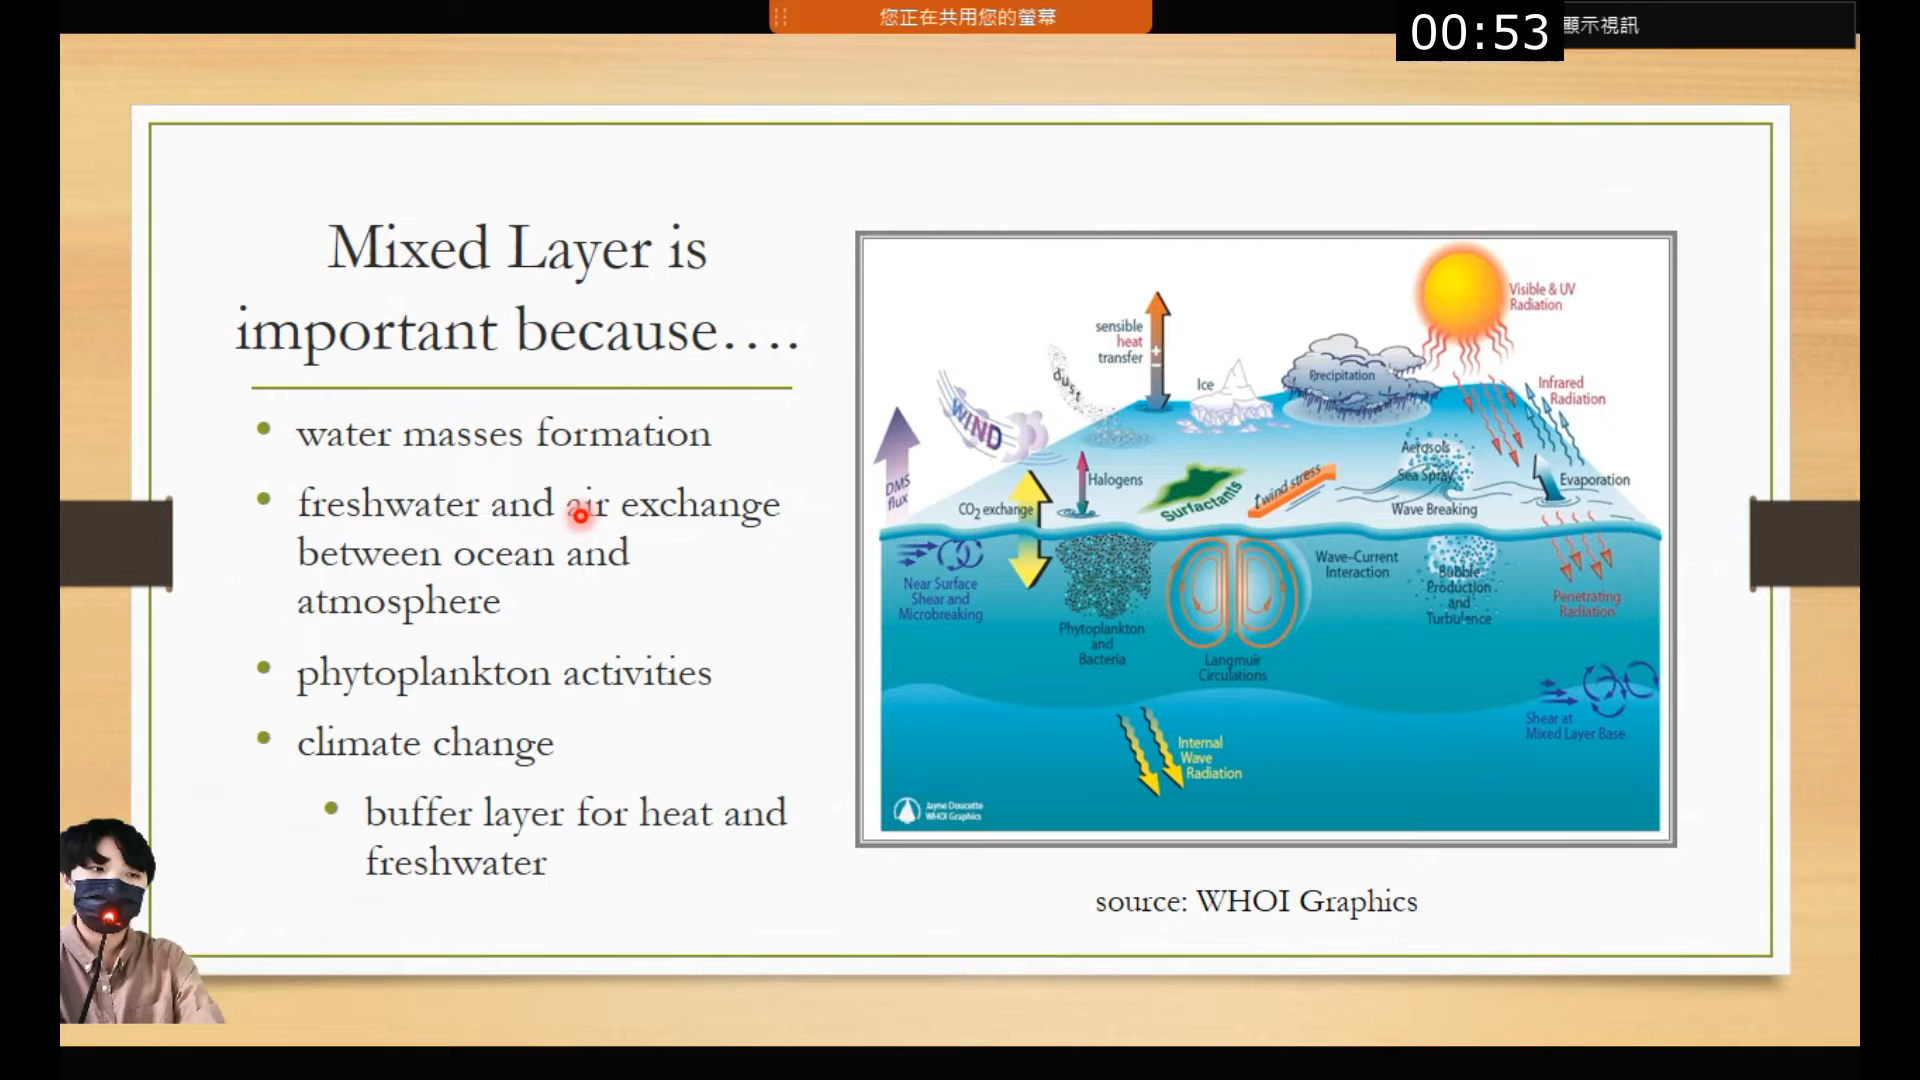 您正在共用您的螢幕
00:53
顯示視訊
Mixed Layer is
important because….
water masses formation
freshwater and air exchange
between ocean and
atmosphere
phytoplankton activities
climate change
buffer layer for heat and
freshwater
Visible & UV
Radiation
sensible
heat
transfer
dust
Ice
Precipitation
Infrared
Radiation
WIND
DMS
flux
CO₂ exchange
Halogens
Surfactants
wind stress
Aerosols
Sea Spray
Wave Breaking
Evaporation
Near Surface
Shear and
Microbreaking
Phytoplankton
and
Bacteria
Langmuir
Circulations
Wave–Current
Interaction
Bubble
Production
and
Turbulence
Penetrating
Radiation
Shear at
Mixed Layer Base
Internal
Wave
Radiation
Jayne Doucette
WHOI Graphics
source: WHOI Graphics